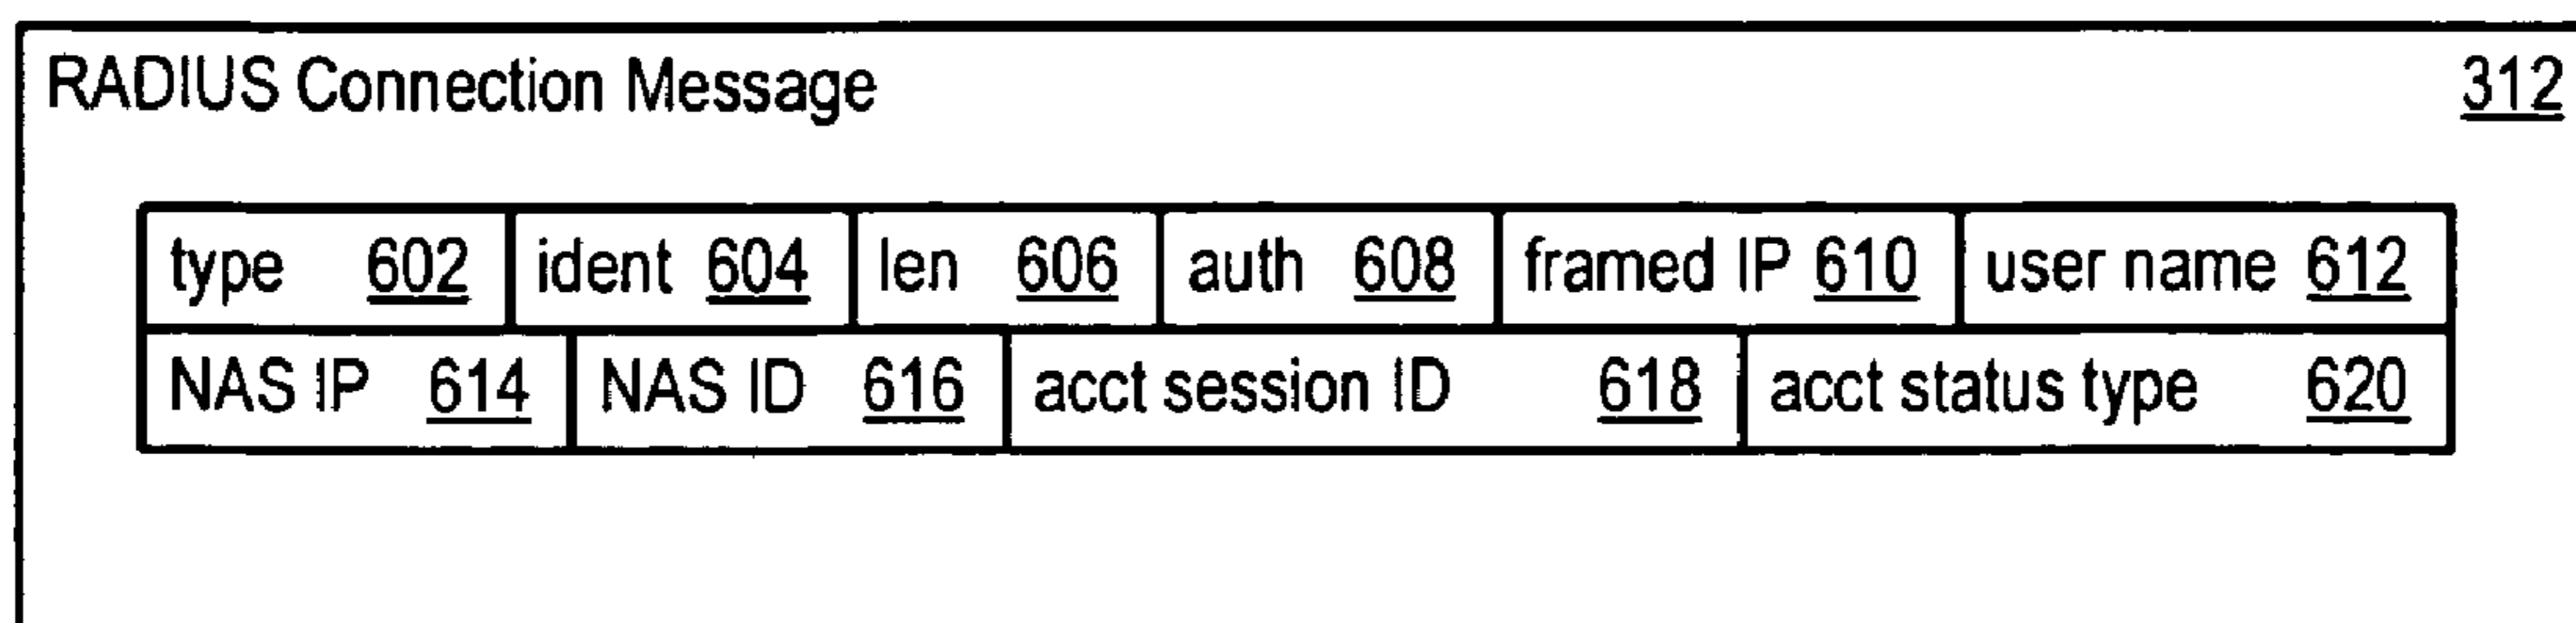 RADIUS Connection Message 312
type 602 ident 604 len 606 auth 608 framed IP 610 user name 612
NAS IP 614 NAS ID 616 acct session ID 618 acct status type 620